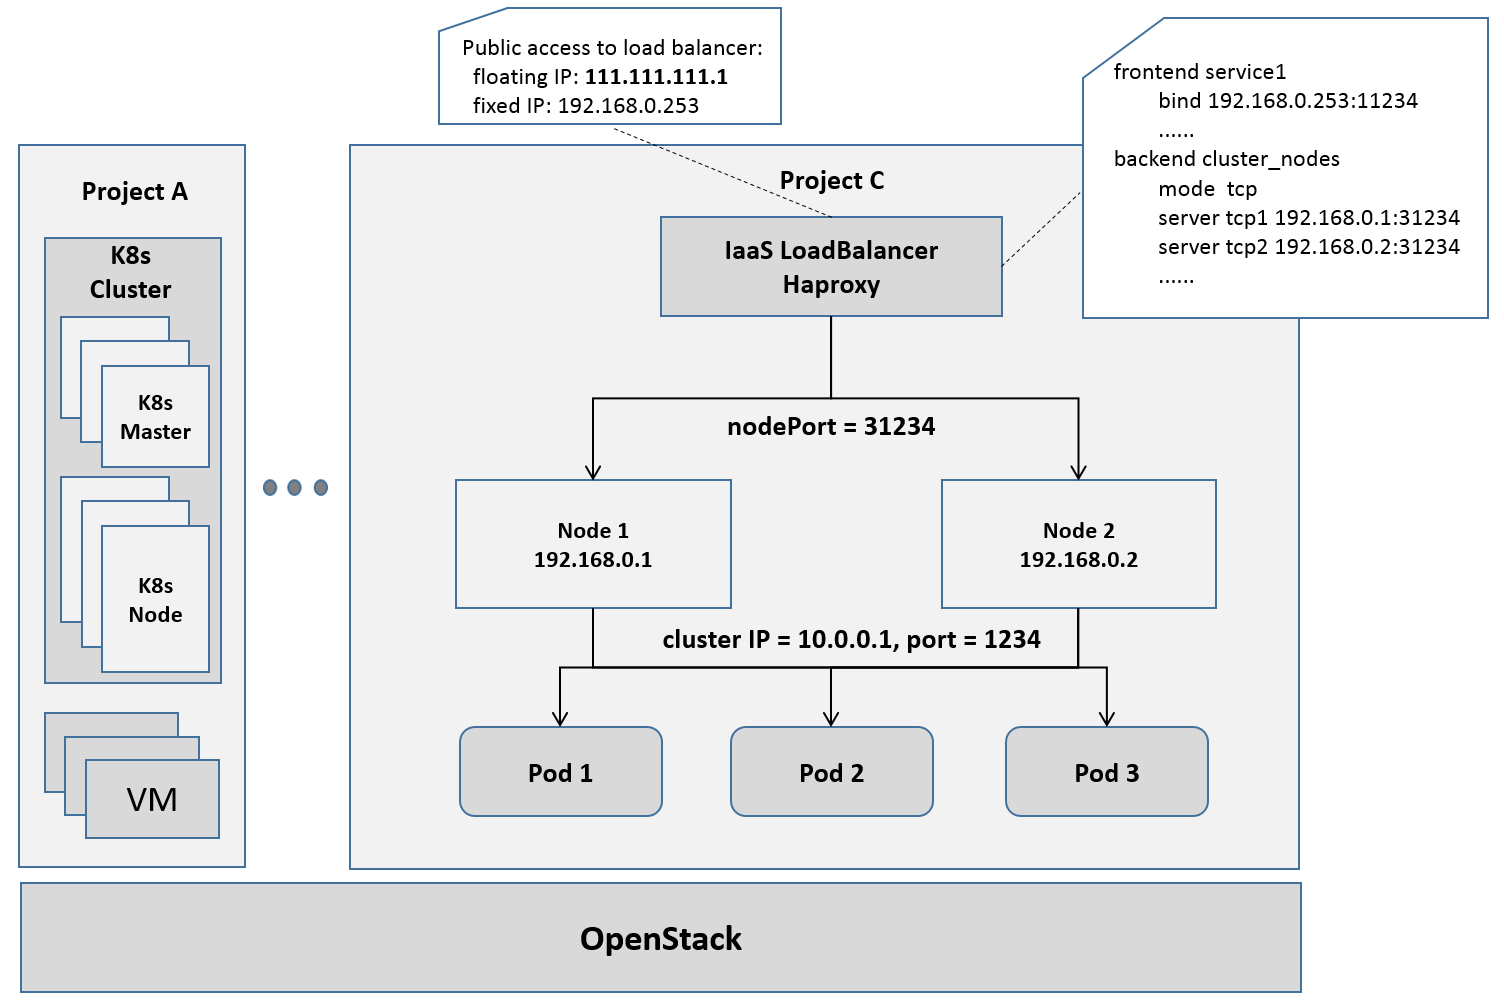 Public access to load balancer:
floating IP: 111.111.111.1
fixed IP: 192.168.0.253
frontend service1
bind 192.168.0.253:11234
......
backend cluster_nodes
mode tcp
server tcp1 192.168.0.1:31234
server tcp2 192.168.0.2:31234
......
Project A
K8s
Cluster
K8s
Master
K8s
Node
VM
Project C
IaaS LoadBalancer
Haproxy
nodePort = 31234
Node 1
192.168.0.1
Node 2
192.168.0.2
cluster IP = 10.0.0.1, port = 1234
Pod 1
Pod 2
Pod 3
OpenStack